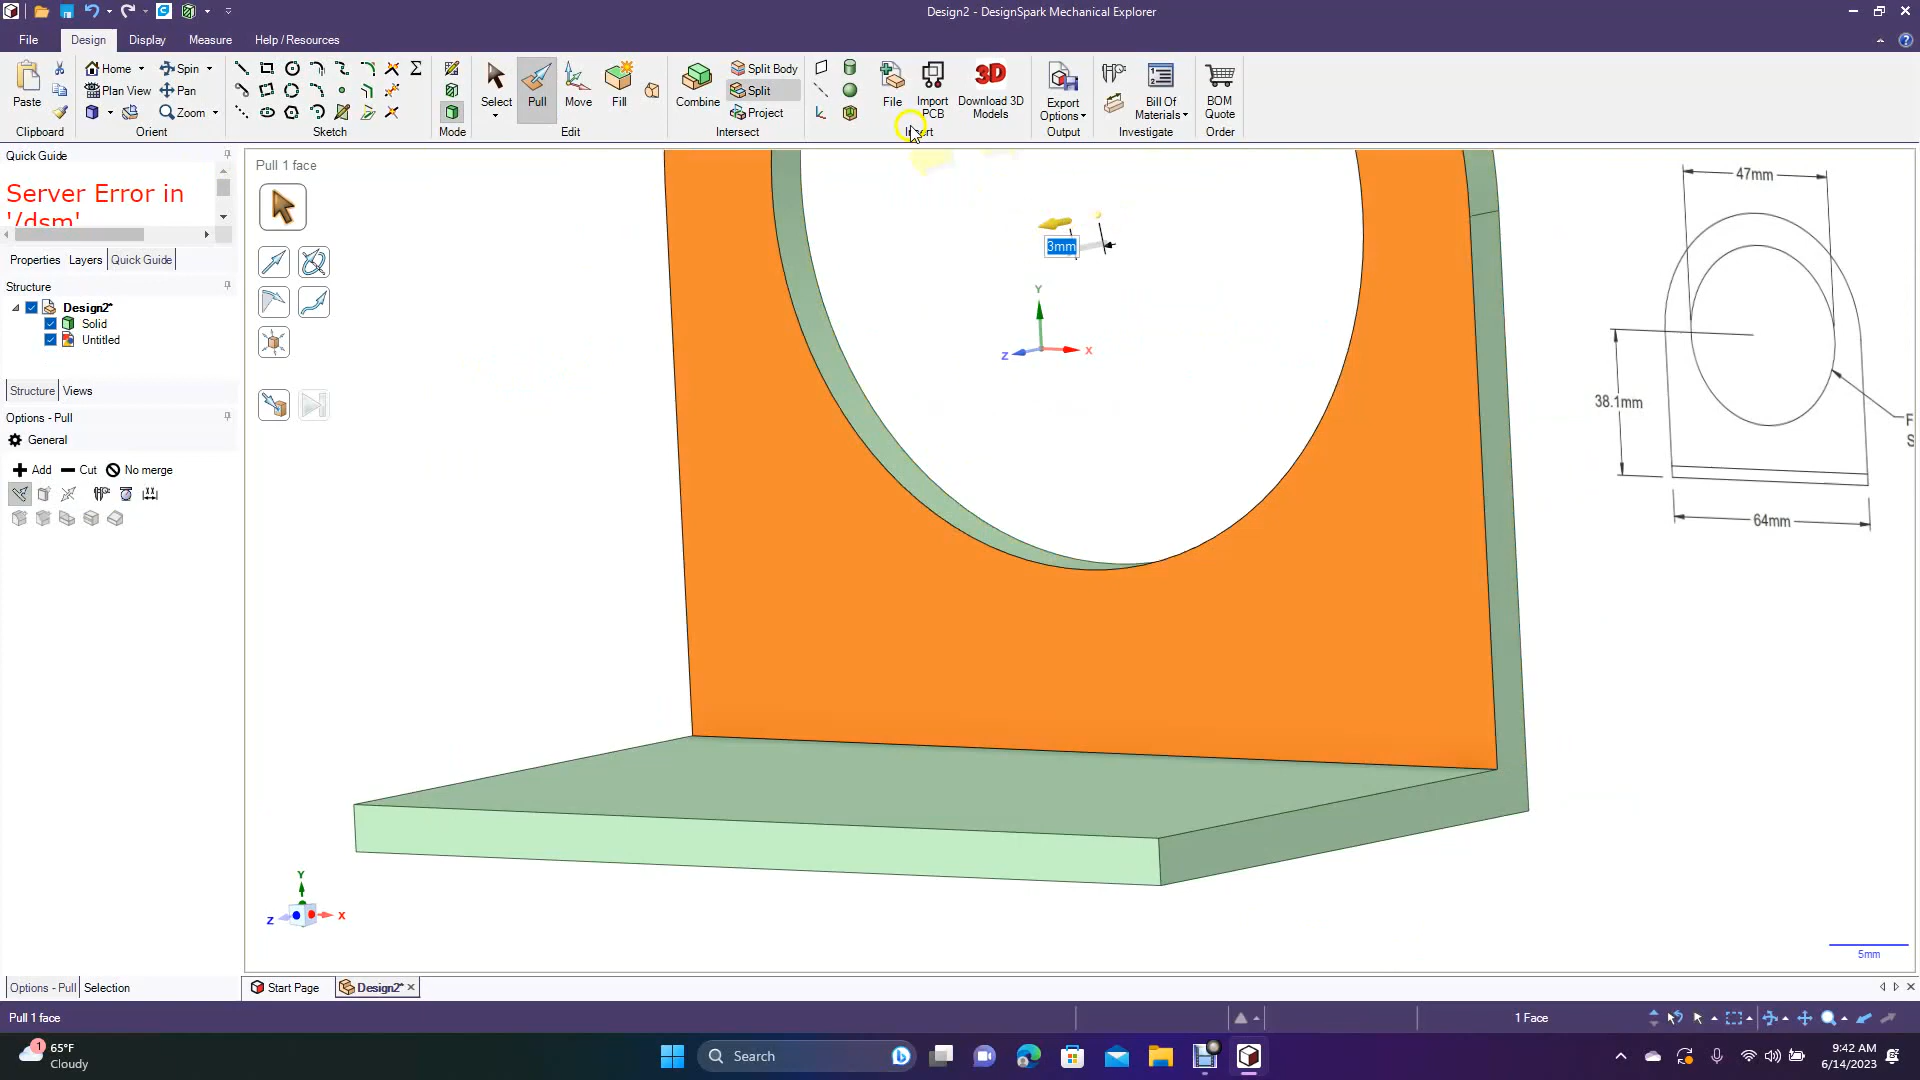 Design2 - DesignSpark Mechanical Explorer
File Design Display Measure Help / Resources
Paste
Clipboard
Home Spin
Plan View Pan
Zoom
Orient
Sketch
Mode
Select Pull Move Fill
Edit
Combine
Split Body
Split
Project
Intersect
File
Import
PCB
Download 3D
Models
3D
Export
Options
Output
Bill Of
Materials
Investigate
BOM
Quote
Order
Quick Guide
Server Error in
'/dsm'
Properties Layers Quick Guide
Structure
Design2*
Solid
Untitled
Structure Views
Options - Pull
General
Add Cut No merge
Options - Pull Selection
Pull 1 face
3mm
Y
Z
X
47mm
38.1mm
64mm
F
S
Y
Z
X
5mm
Start Page Design2*
Pull 1 face
1 Face
1
65°F
Cloudy
Search
9:42 AM
6/14/2023